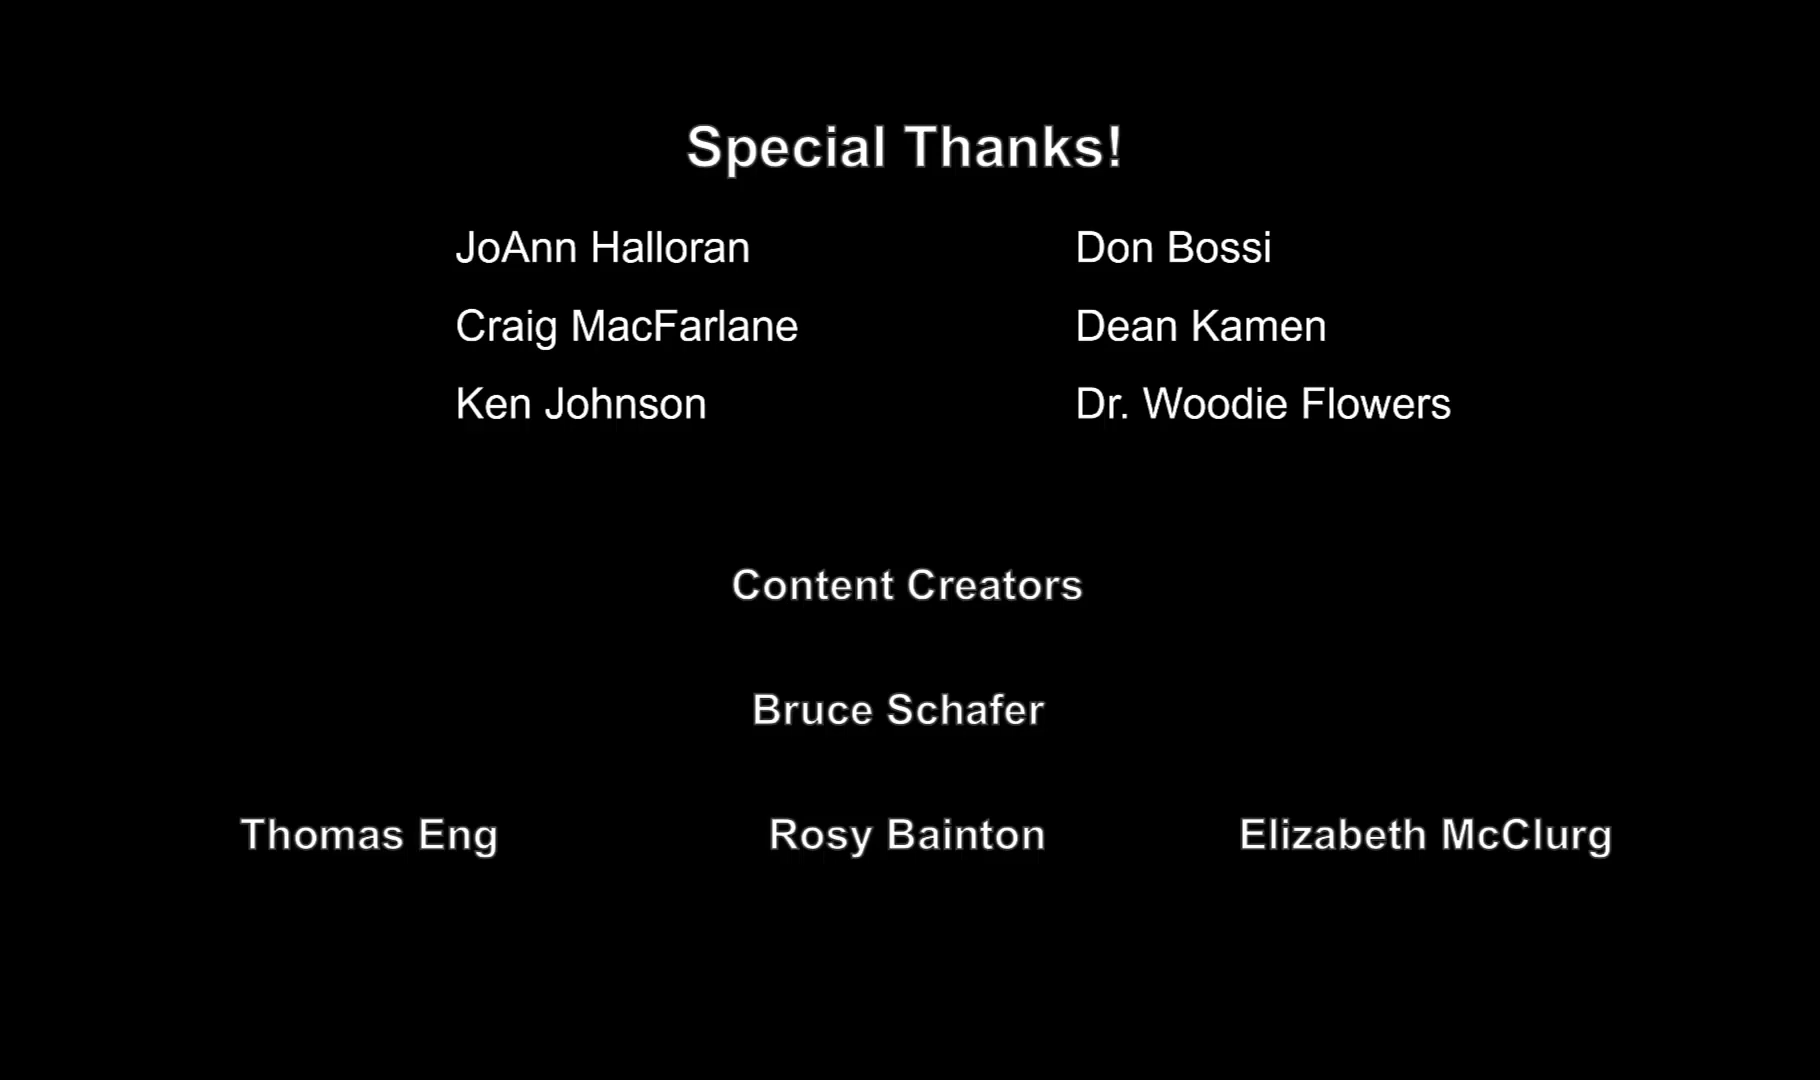 Special Thanks!
JoAnn Halloran
Don Bossi
Craig MacFarlane
Dean Kamen
Ken Johnson
Dr. Woodie Flowers
Content Creators
Bruce Schafer
Thomas Eng
Rosy Bainton
Elizabeth McClurg